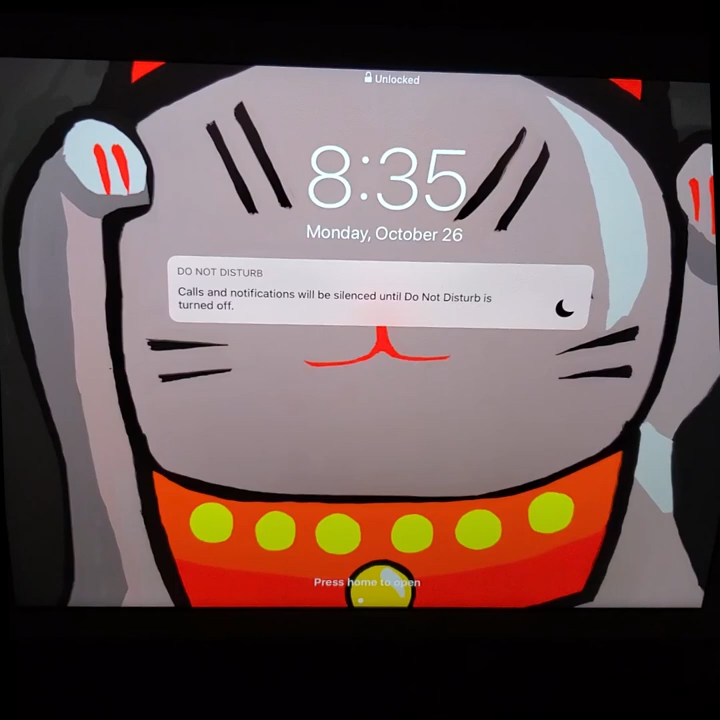 Unlocked
8:35
Monday, October 26
DO NOT DISTURB
Calls and notifications will be silenced until Do Not Disturb is
turned off.
Press home to open